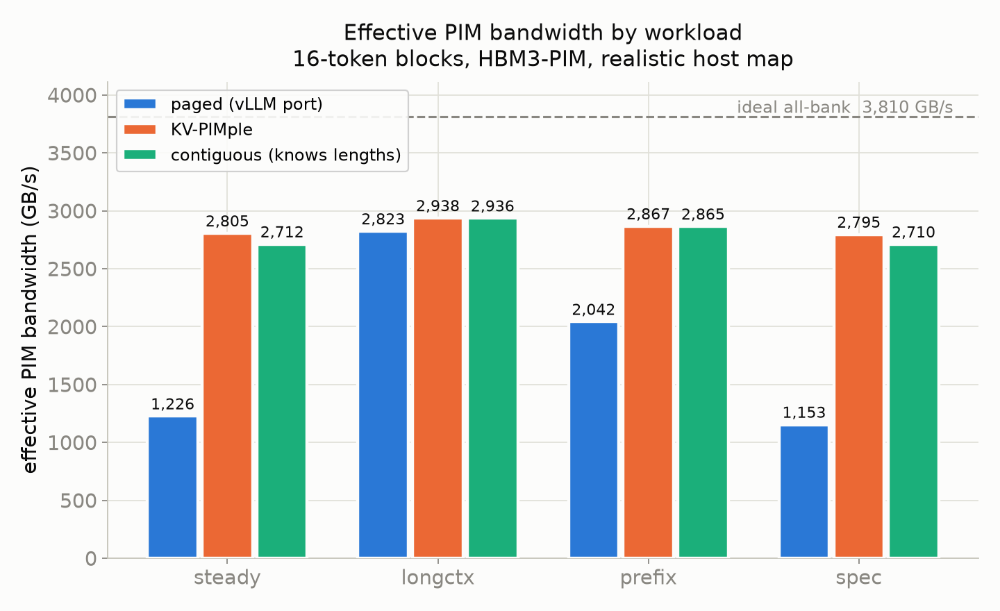 Effective PIM bandwidth by workload
16-token blocks, HBM3-PIM, realistic host map
effective PIM bandwidth (GB/s)
4000
3500
3000
2500
2000
1500
1000
500
0
paged (vLLM port)
KV-PIMple
contiguous (knows lengths)
ideal all-bank 3,810 GB/s
1,226
2,805
2,712
2,823
2,938
2,936
2,042
2,867
2,865
1,153
2,795
2,710
steady
longctx
prefix
spec